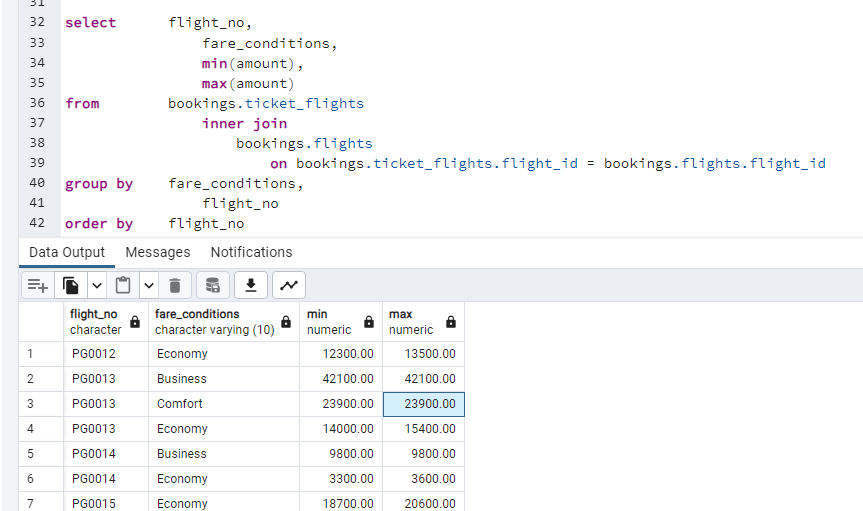 31
32 select flight_no,
33 fare_conditions,
34 min(amount),
35 max(amount)
36 from bookings.ticket_flights
37 inner join
38 bookings.flights
39 on bookings.ticket_flights.flight_id = bookings.flights.flight_id
40 group by fare_conditions,
41 flight_no
42 order by flight_no
Data Output Messages Notifications
flight_no fare_conditions min max
character character varying (10) numeric numeric
1 PG0012 Economy 12300.00 13500.00
2 PG0013 Business 42100.00 42100.00
3 PG0013 Comfort 23900.00 23900.00
4 PG0013 Economy 14000.00 15400.00
5 PG0014 Business 9800.00 9800.00
6 PG0014 Economy 3300.00 3600.00
7 PG0015 Economy 18700.00 20600.00